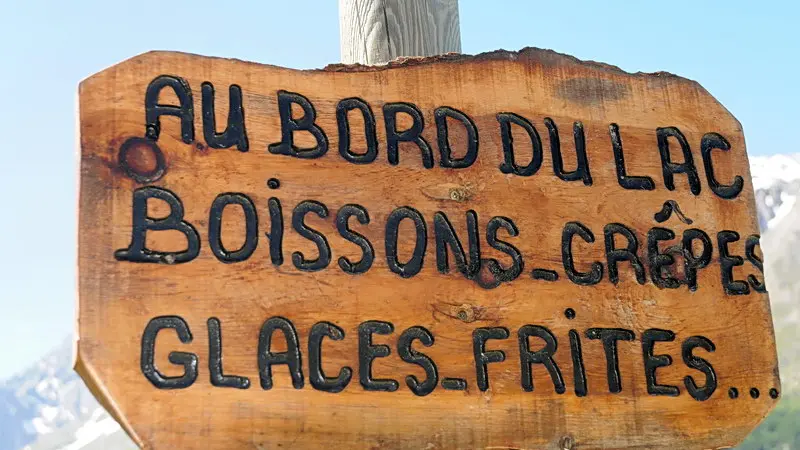 AU BORD DU LAC
BOISSONS_CRÊPES
GLACES_FRITES...